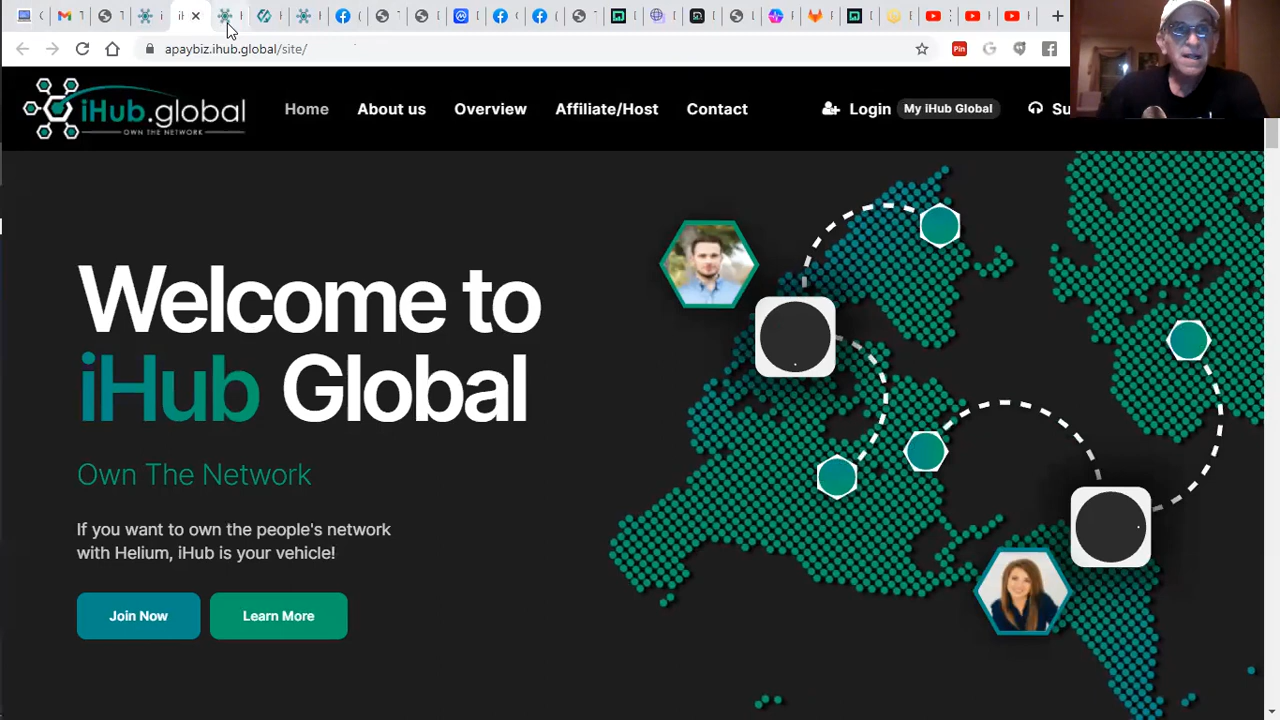 apaybiz.ihub.global/site/
Pin
iHub.global
OWN THE NETWORK
Home
About us
Overview
Affiliate/Host
Contact
Login
My iHub Global
Su
Welcome to
iHub Global
Own The Network
If you want to own the people's network
with Helium, iHub is your vehicle!
Join Now
Learn More